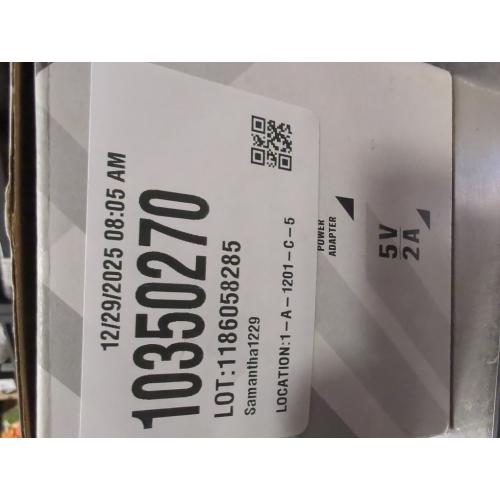 12/29/2025 08:05 AM
10350270
LOT:1186058285
Samantha1229
LOCATION:1-A-1201-C-5
POWER
ADAPTER
5V
2A